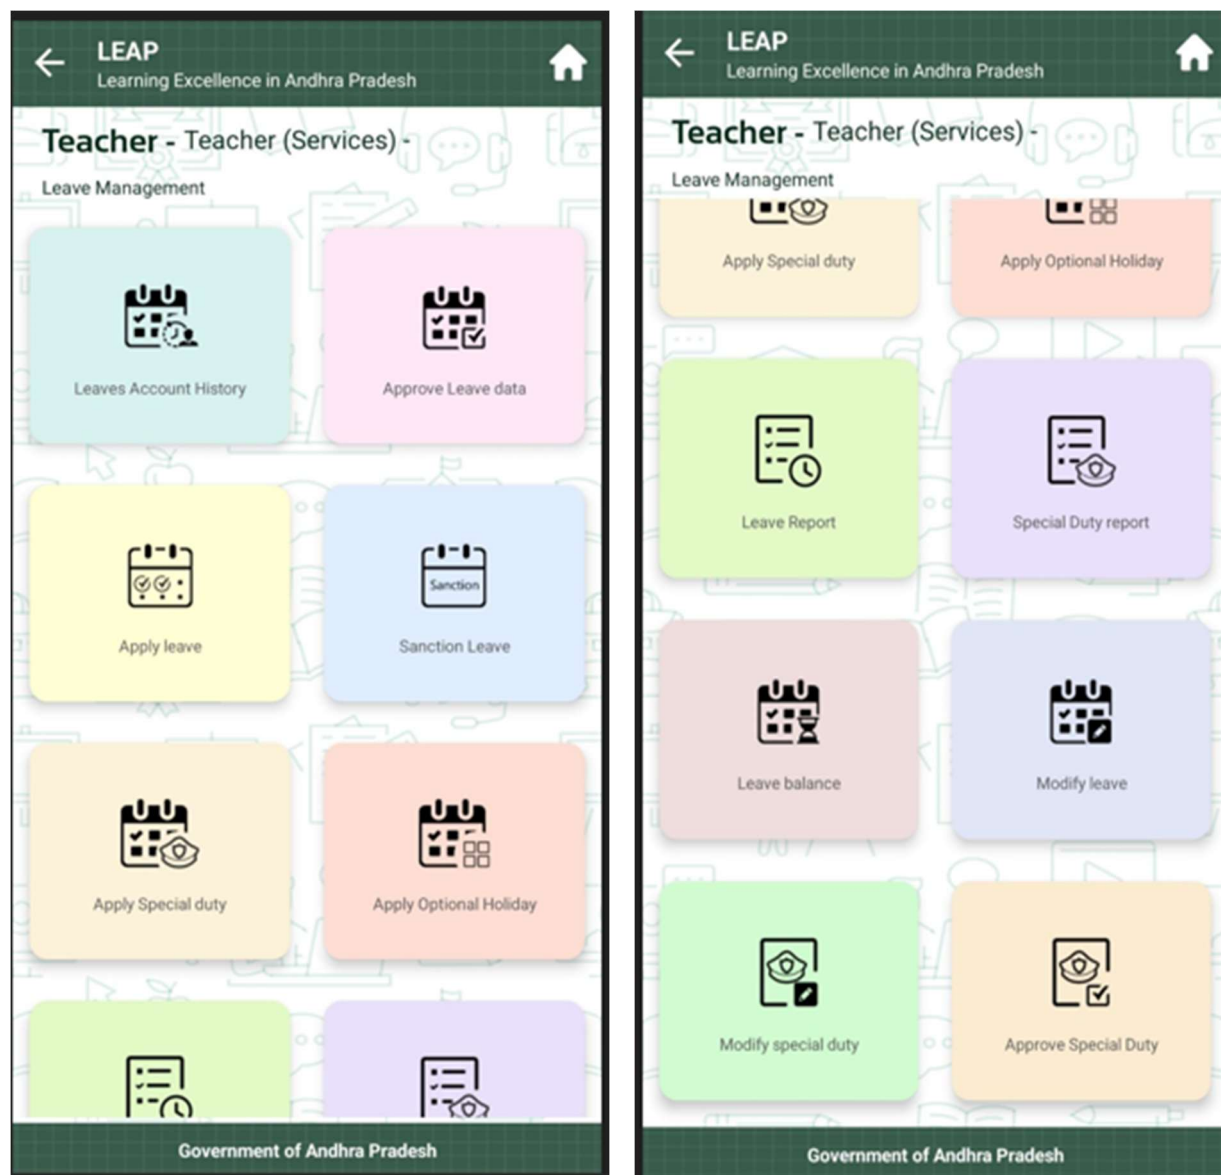 LEAP
Learning Excellence in Andhra Pradesh
Teacher - Teacher (Services) -
Leave Management
Leaves Account History
Approve Leave data
Apply leave
Sanction
Sanction Leave
Apply Special duty
Apply Optional Holiday
Government of Andhra Pradesh
LEAP
Learning Excellence in Andhra Pradesh
Teacher - Teacher (Services) -
Leave Management
Apply Special duty
Apply Optional Holiday
Leave Report
Special Duty report
Leave balance
Modify leave
Modify special duty
Approve Special Duty
Government of Andhra Pradesh